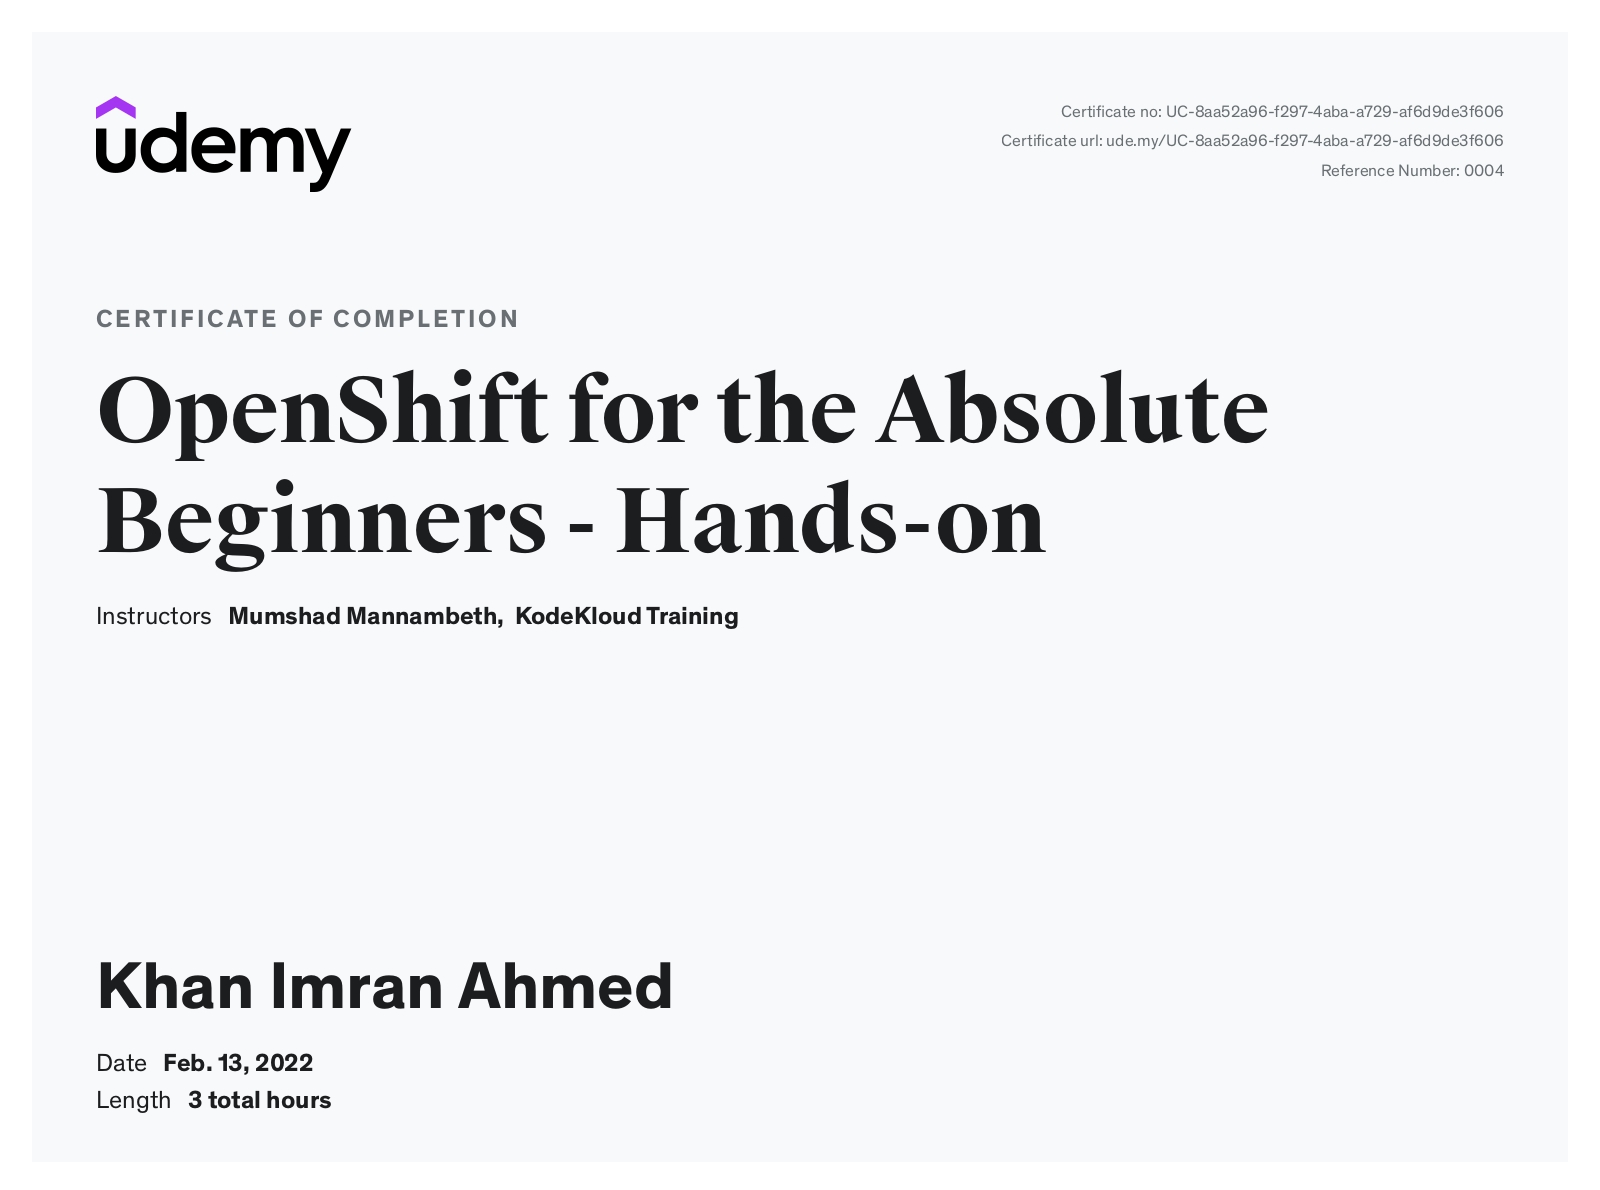 udemy
Certificate no: UC-8aa52a96-f297-4aba-a729-af6d9de3f606
Certificate url: ude.my/UC-8aa52a96-f297-4aba-a729-af6d9de3f606
Reference Number: 0004
CERTIFICATE OF COMPLETION
OpenShift for the Absolute
Beginners - Hands-on
Instructors Mumshad Mannambeth, KodeKloud Training
Khan Imran Ahmed
Date Feb. 13, 2022
Length 3 total hours